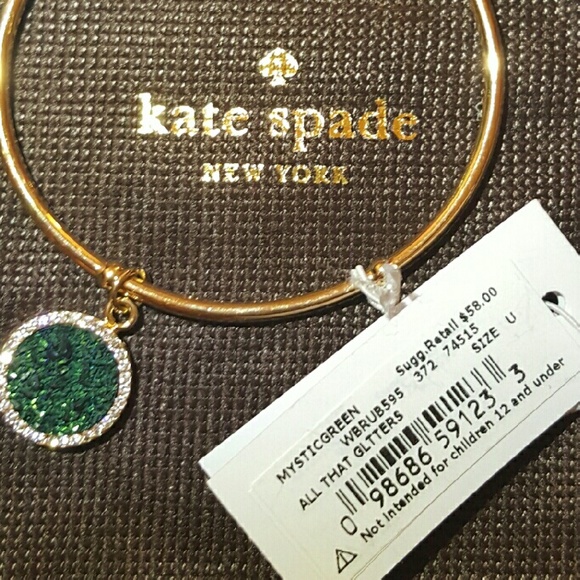 kate spade
NEW YORK
Sugg.Retail $58.00
MYSTICGREEN 372 74515
WBRUB595 SIZE U
ALL THAT GLITTERS
0 98686 59123 3
Not intended for children 12 and under